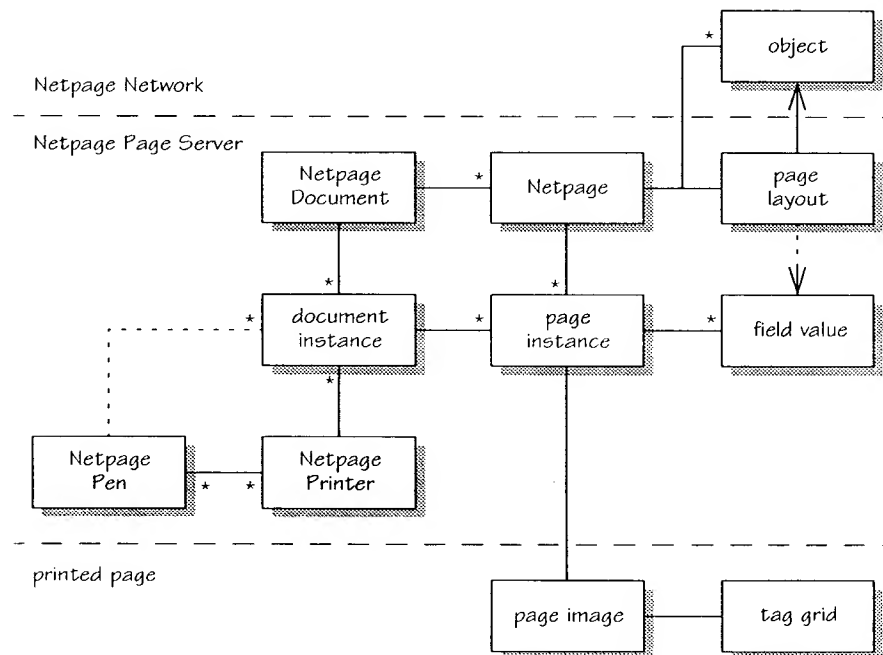 object
Netpage Network
Netpage Page Server
Netpage
Document
Netpage
page
layout
document
instance
page
instance
field value
Netpage
Pen
Netpage
Printer
printed page
page image
tag grid